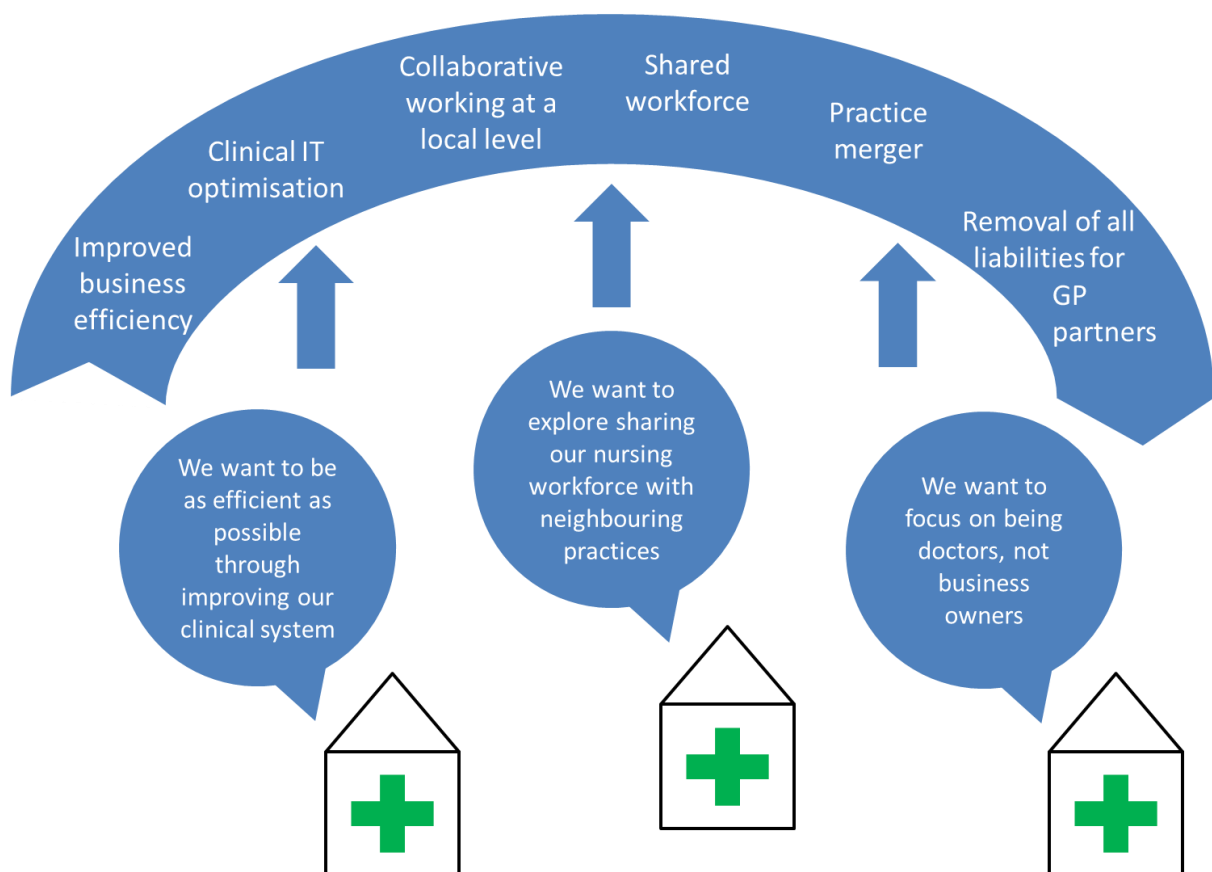 Improved
business
efficiency
Clinical IT
optimisation
Collaborative
working at a
local level
Shared
workforce
Practice
merger
Removal of all
liabilities for
GP
partners
We want to be
as efficient as
possible
through
improving our
clinical system
We want to
explore sharing
our nursing
workforce with
neighbouring
practices
We want to
focus on being
doctors, not
business
owners